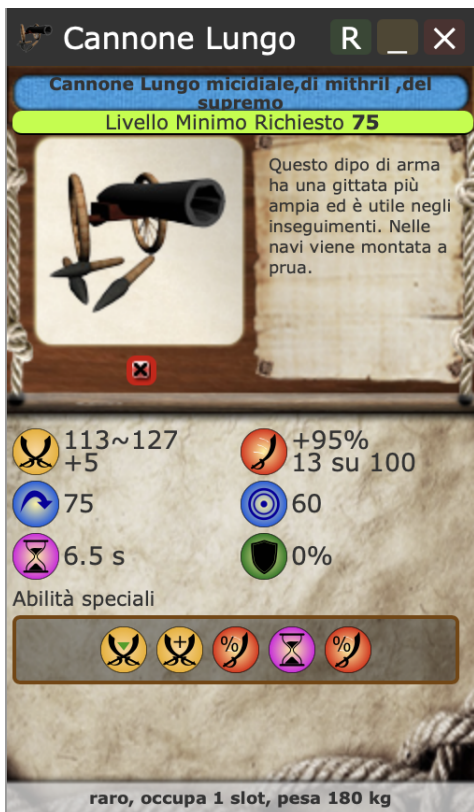 Cannone Lungo R _ X
Cannone Lungo micidiale,di mithril ,del
supremo
Livello Minimo Richiesto 75
Questo dipo di arma
ha una gittata più
ampia ed è utile negli
inseguimenti. Nelle
navi viene montata a
prua.
113~127
+5
+95%
13 su 100
75
60
6.5 s
0%
Abilità speciali
+ % %
raro, occupa 1 slot, pesa 180 kg